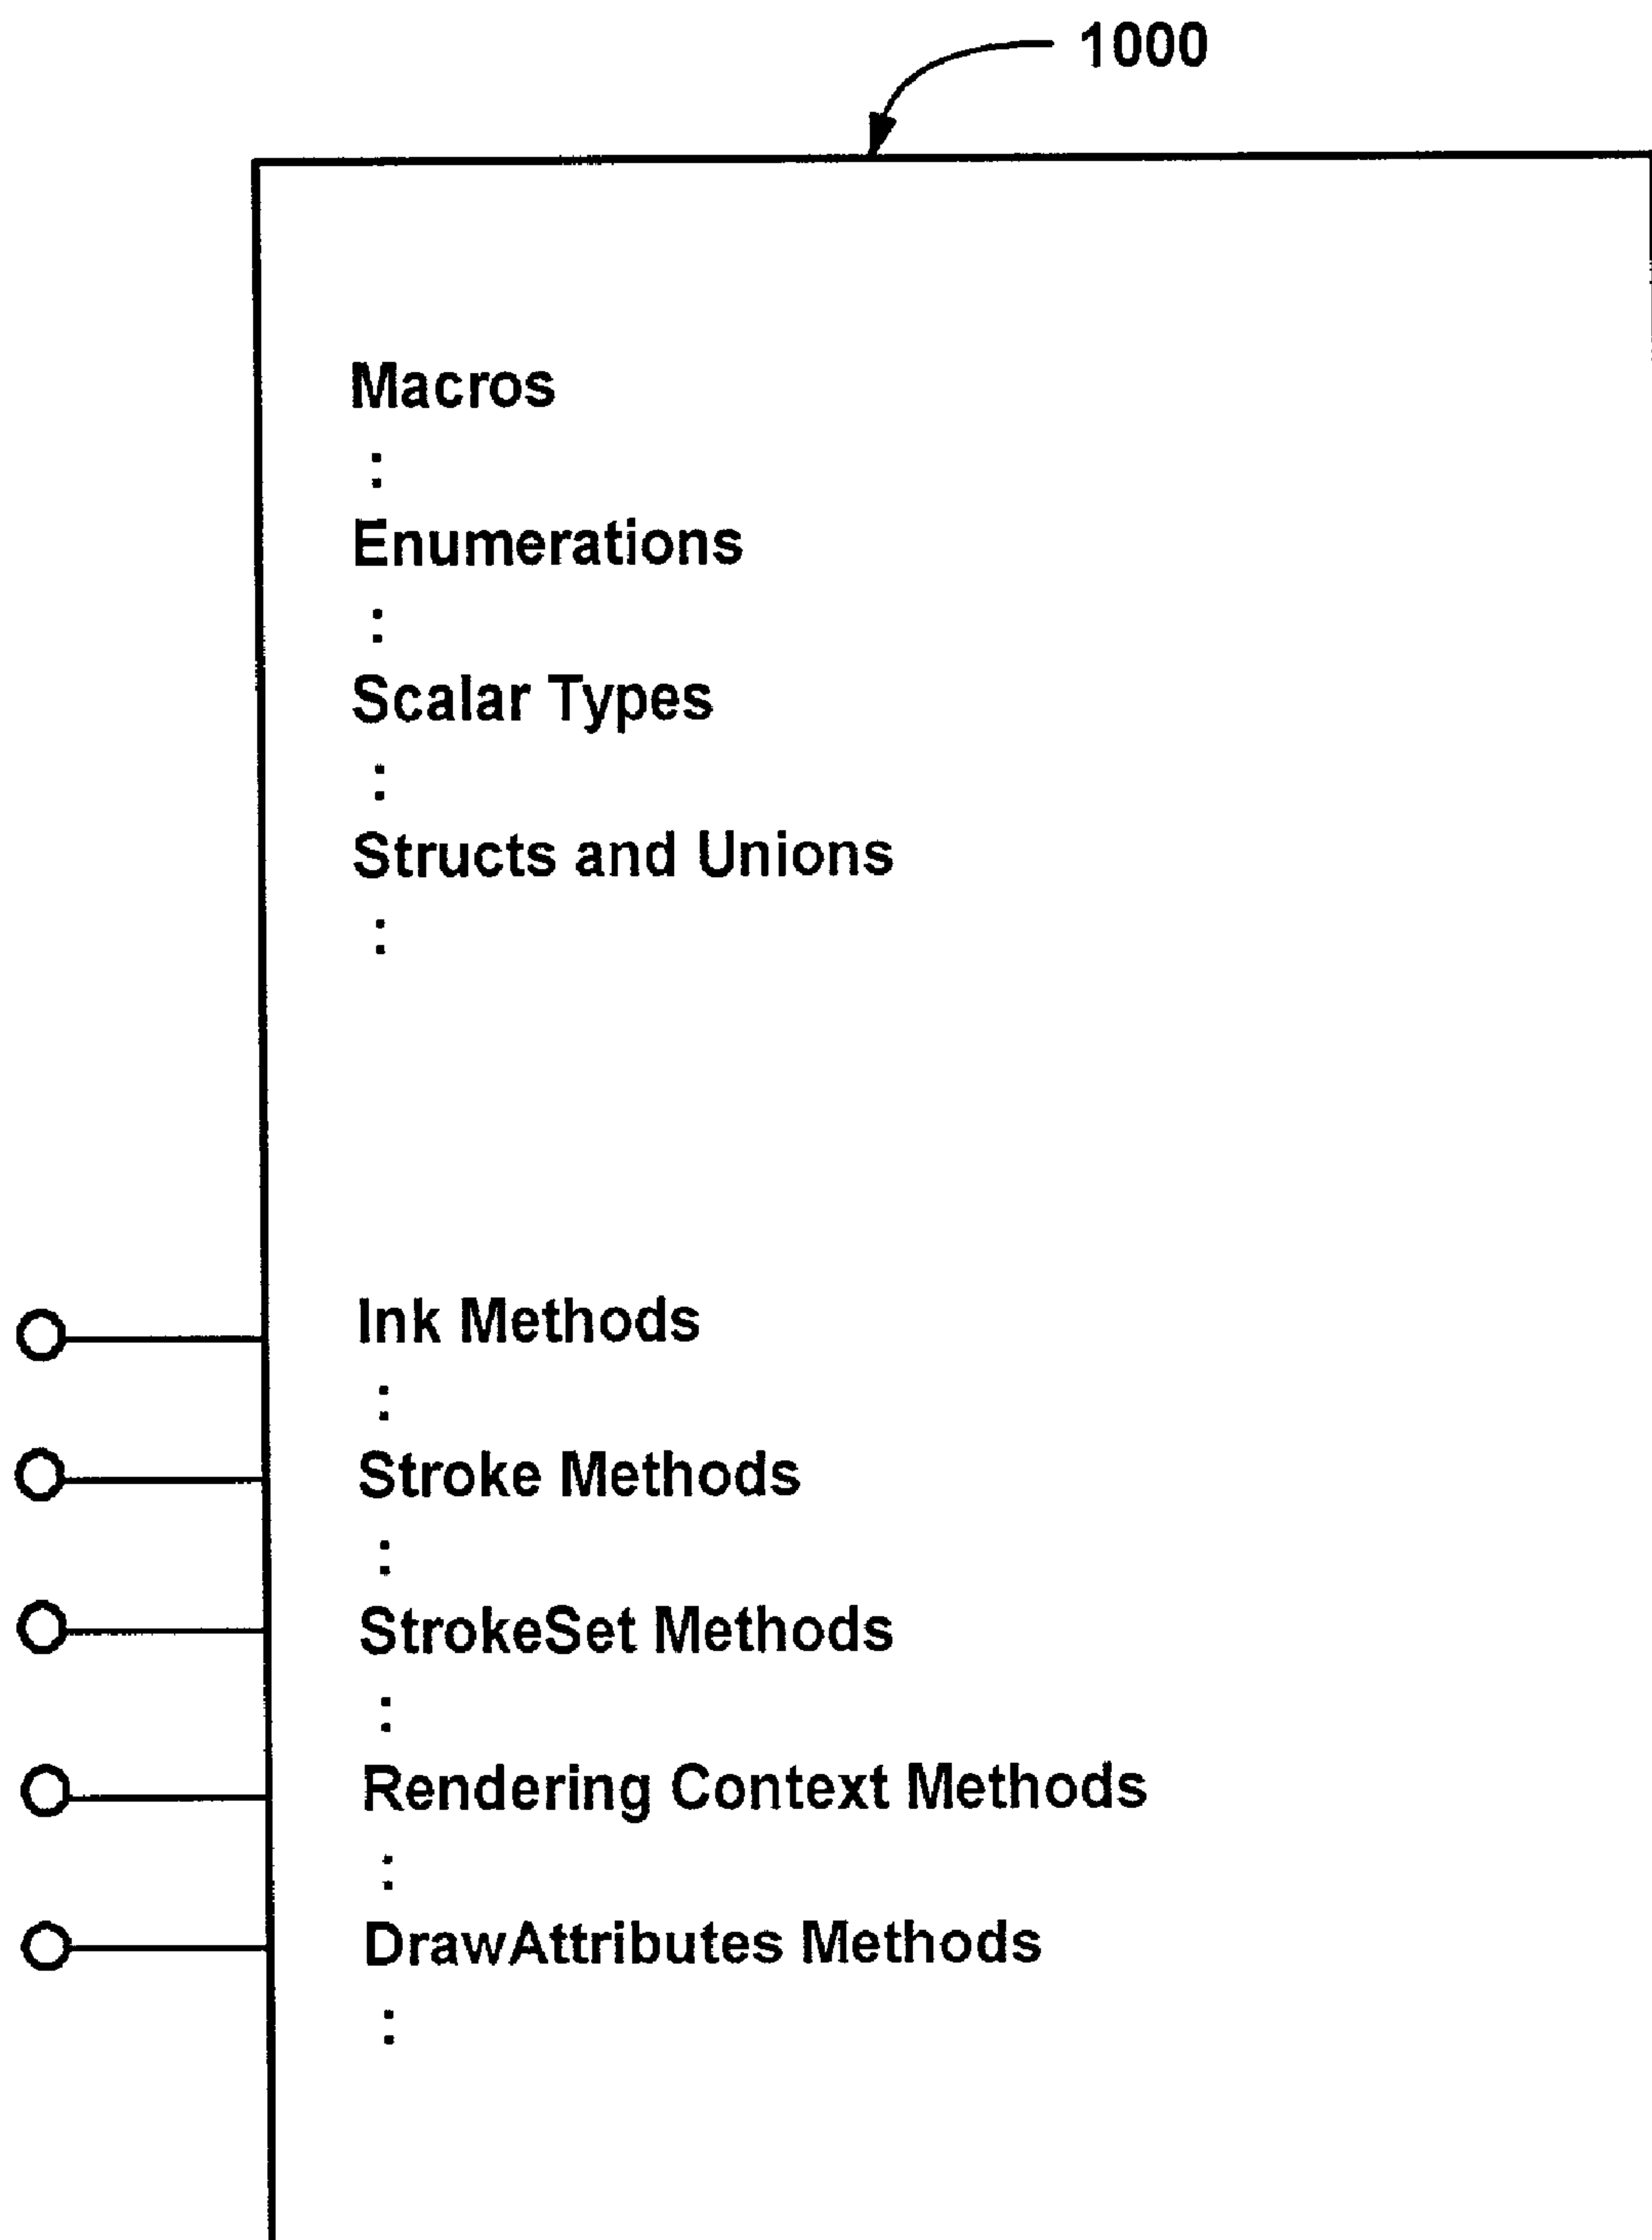 1000
Macros
:
Enumerations
:
Scalar Types
:
Structs and Unions
:
Ink Methods
:
Stroke Methods
:
StrokeSet Methods
:
Rendering Context Methods
:
DrawAttributes Methods
: